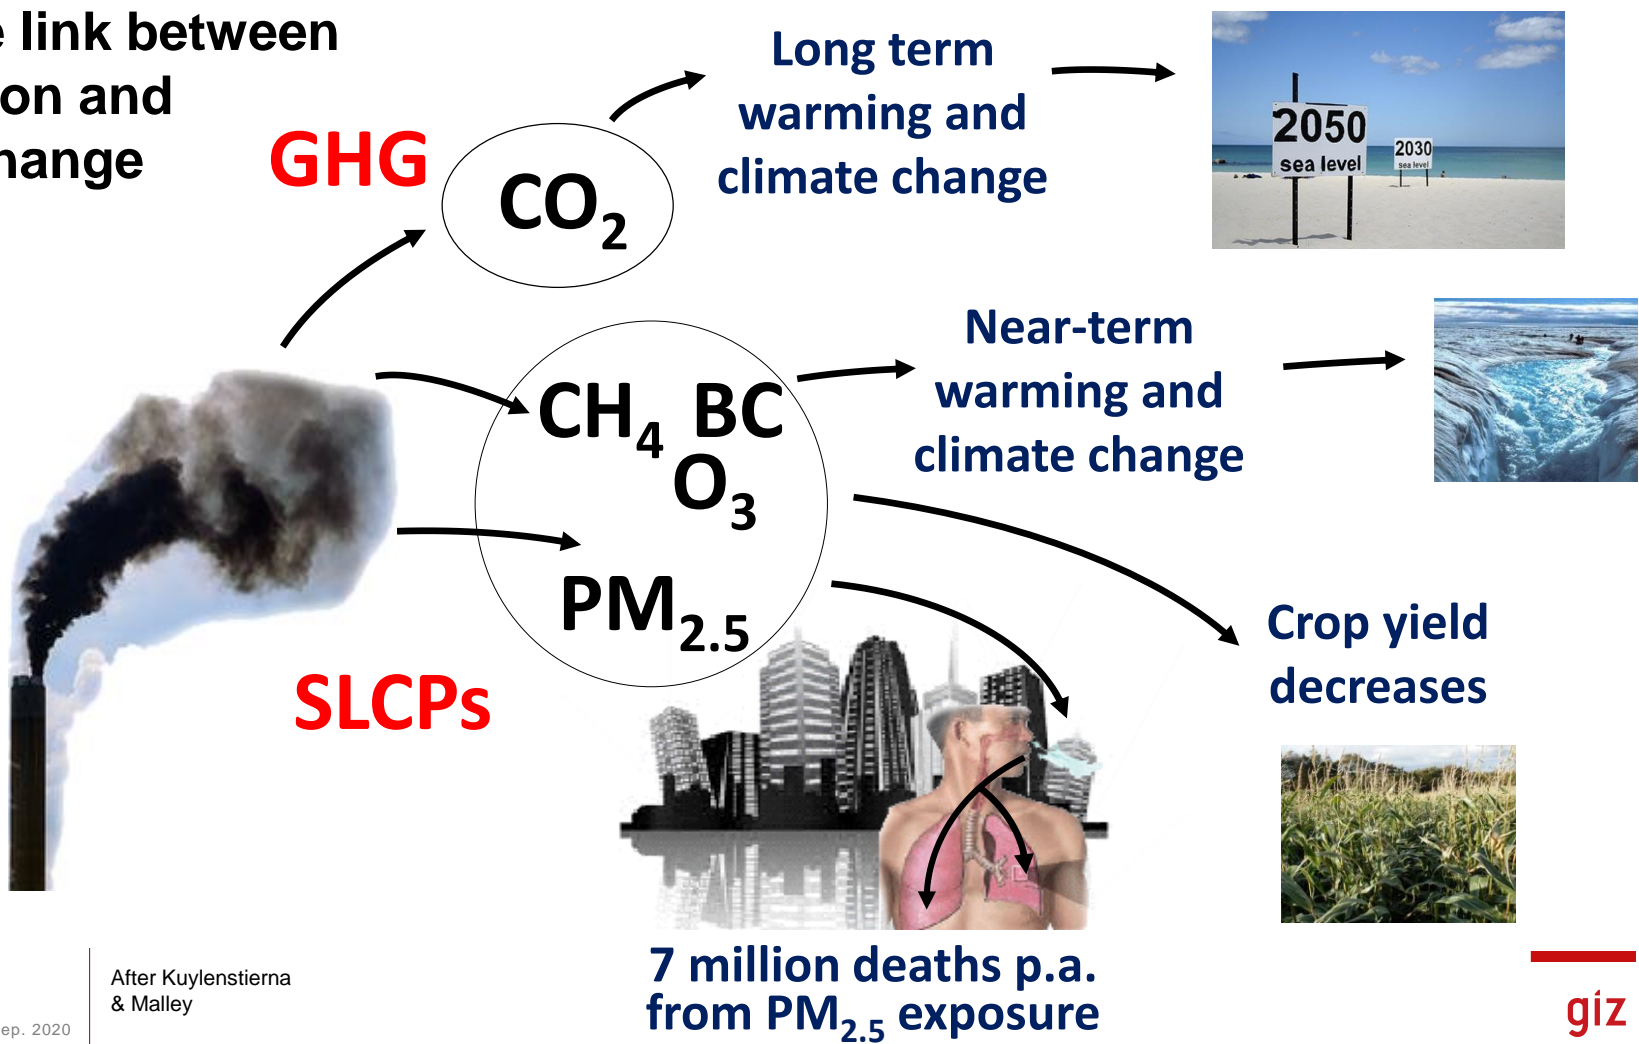 link between
on and
hange
GHG
CO₂
Long term
warming and
climate change
2050
sea level
2030
sea level
CH₄ BC
O₃
PM₂.₅
Near-term
warming and
climate change
SLCPs
Crop yield
decreases
7 million deaths p.a.
from PM₂.₅ exposure
After Kuylenstierna
& Malley
ep. 2020
giz